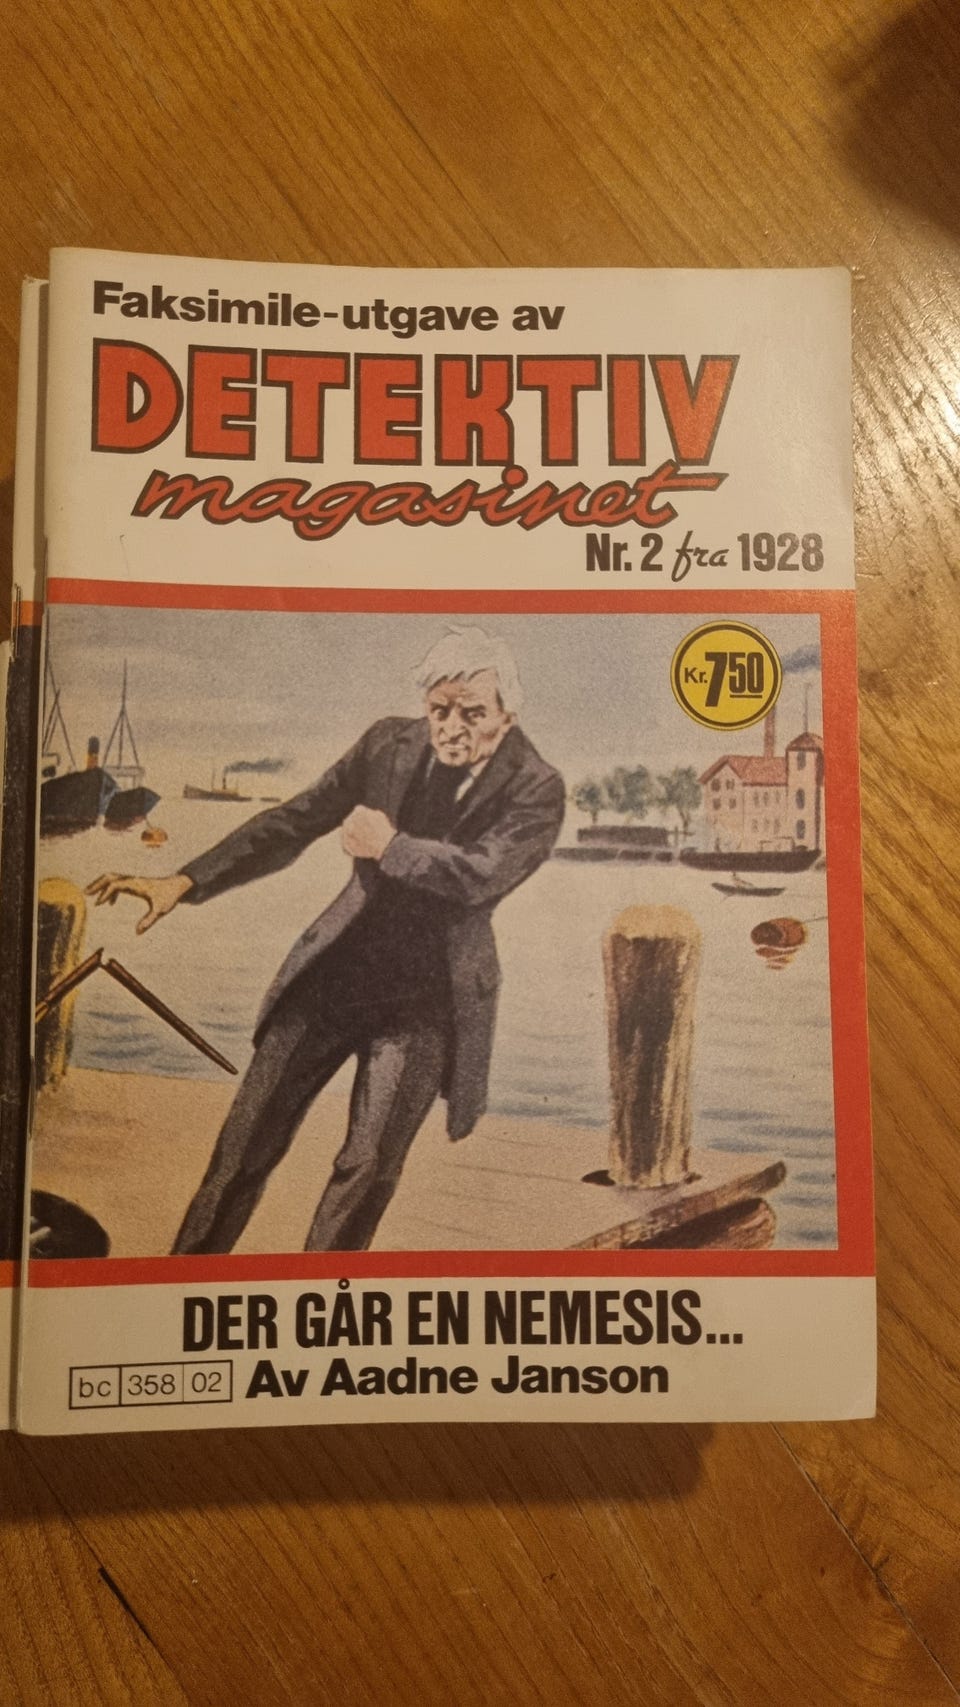 Faksimile-utgave av
DETEKTIV
magasinet
Nr. 2 fra 1928
Kr. 7 50
DER GÅR EN NEMESIS...
bc 358 02 Av Aadne Janson